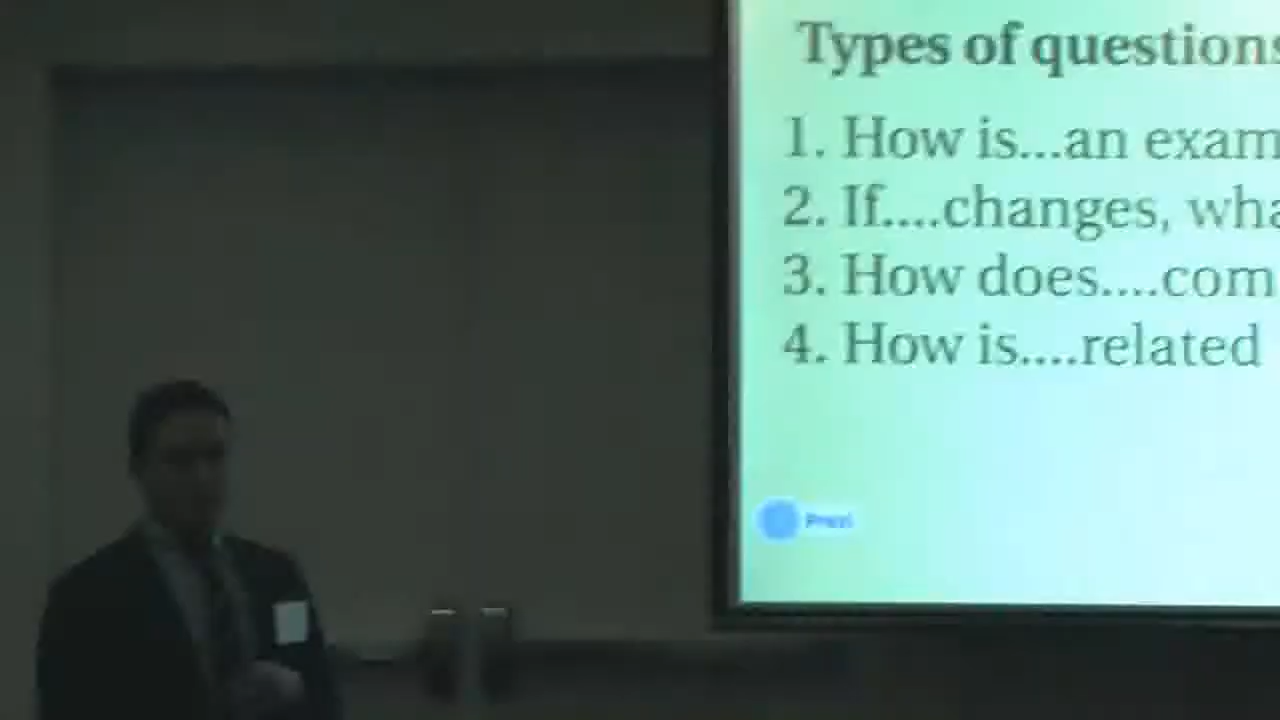 Types of questions
1. How is...an exam
2. If....changes, wha
3. How does....com
4. How is....related
Prezi